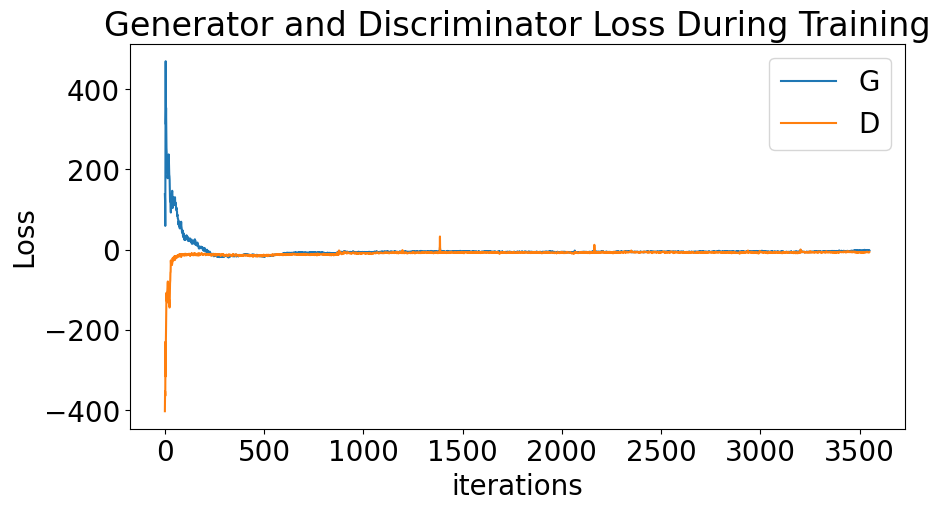 Generator and Discriminator Loss During Training
G
D
Loss
400
200
0
−200
−400
0 500 1000 1500 2000 2500 3000 3500
iterations